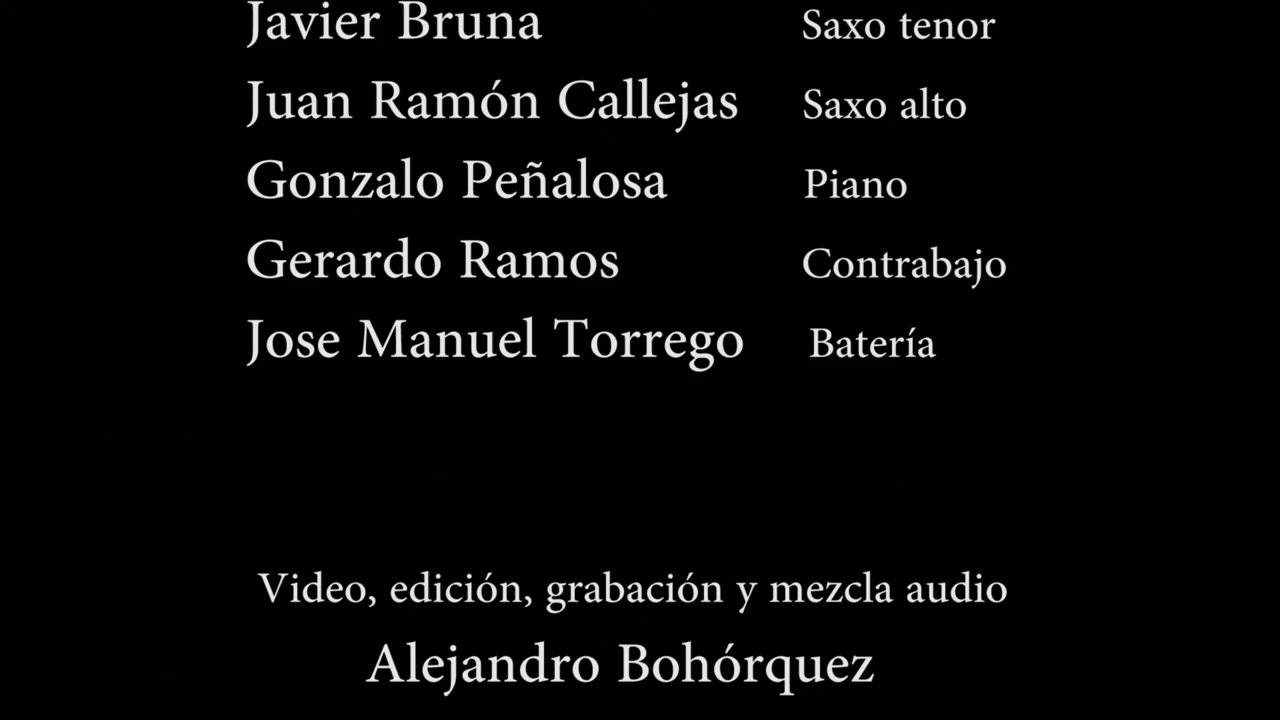 Javier Bruna Saxo tenor
Juan Ramón Callejas Saxo alto
Gonzalo Peñalosa Piano
Gerardo Ramos Contrabajo
Jose Manuel Torrego Batería
Video, edición, grabación y mezcla audio
Alejandro Bohórquez